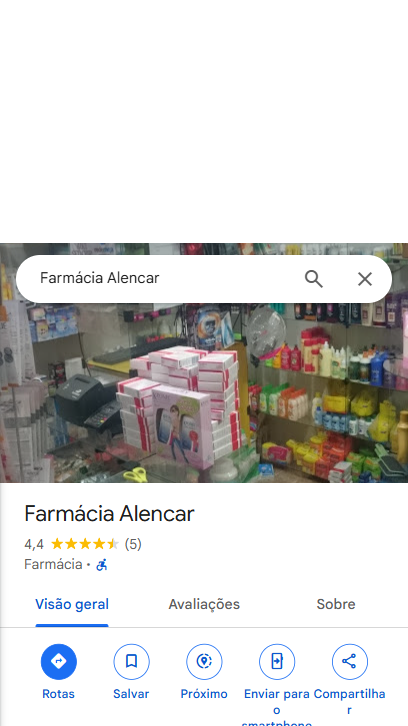 Farmácia Alencar
Farmácia Alencar
4,4 (5)
Farmácia ·
Visão geral Avaliações Sobre
Rotas Salvar Próximo Enviar para o smartphone Compartilhar